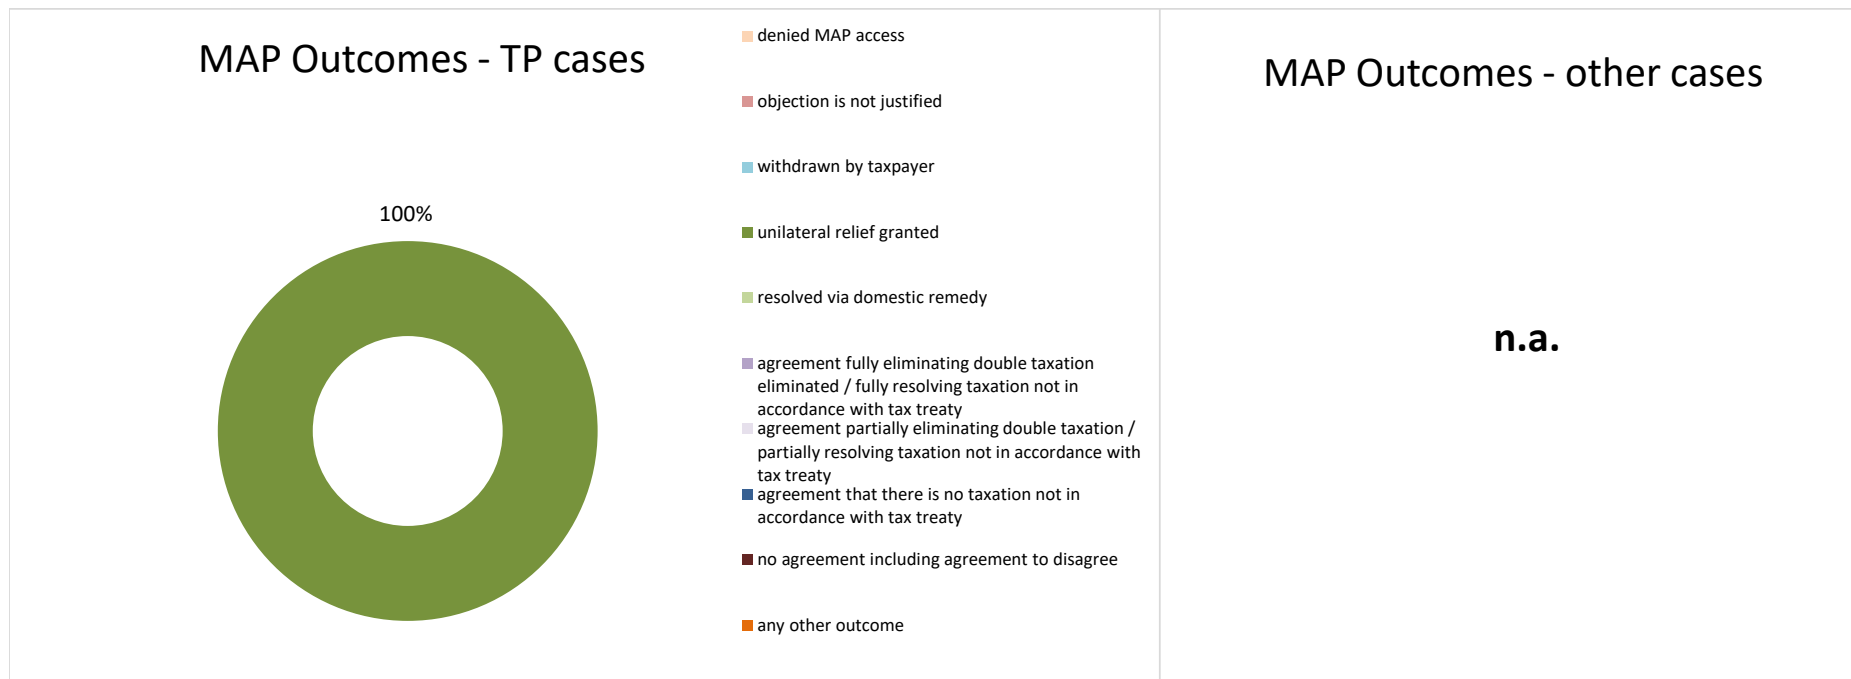 MAP Outcomes - TP cases
100%
denied MAP access
objection is not justified
withdrawn by taxpayer
unilateral relief granted
resolved via domestic remedy
agreement fully eliminating double taxation
eliminated / fully resolving taxation not in
accordance with tax treaty
agreement partially eliminating double taxation /
partially resolving taxation not in accordance with
tax treaty
agreement that there is no taxation not in
accordance with tax treaty
no agreement including agreement to disagree
any other outcome
MAP Outcomes - other cases
n.a.